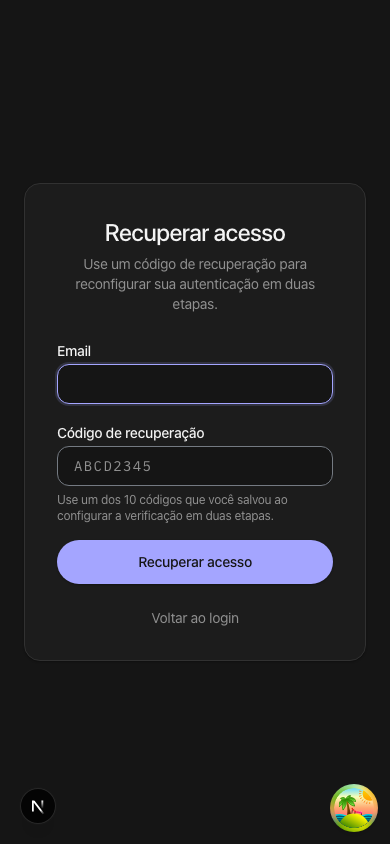 Recuperar acesso
Use um código de recuperação para
reconfigurar sua autenticação em duas
etapas.
Email
Código de recuperação
ABCD2345
Use um dos 10 códigos que você salvou ao
configurar a verificação em duas etapas.
Recuperar acesso
Voltar ao login
N